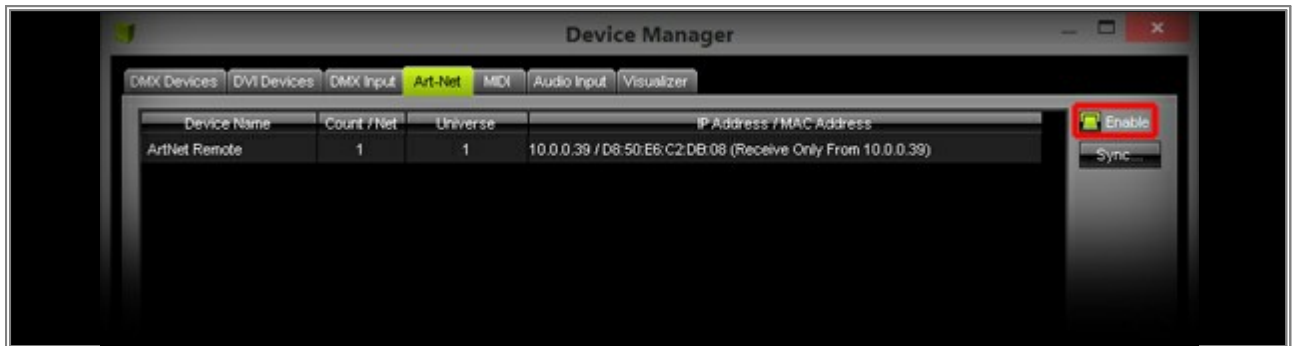 Device Manager
DMX Devices DVI Devices DMX Input Art-Net MIDI Audio Input Visualizer
Device Name Count / Net Universe IP Address / MAC Address Enable
ArtNet Remote 1 1 10.0.0.39 / D8:50:E6:C2:DB:08 (Receive Only From 10.0.0.39) Sync...